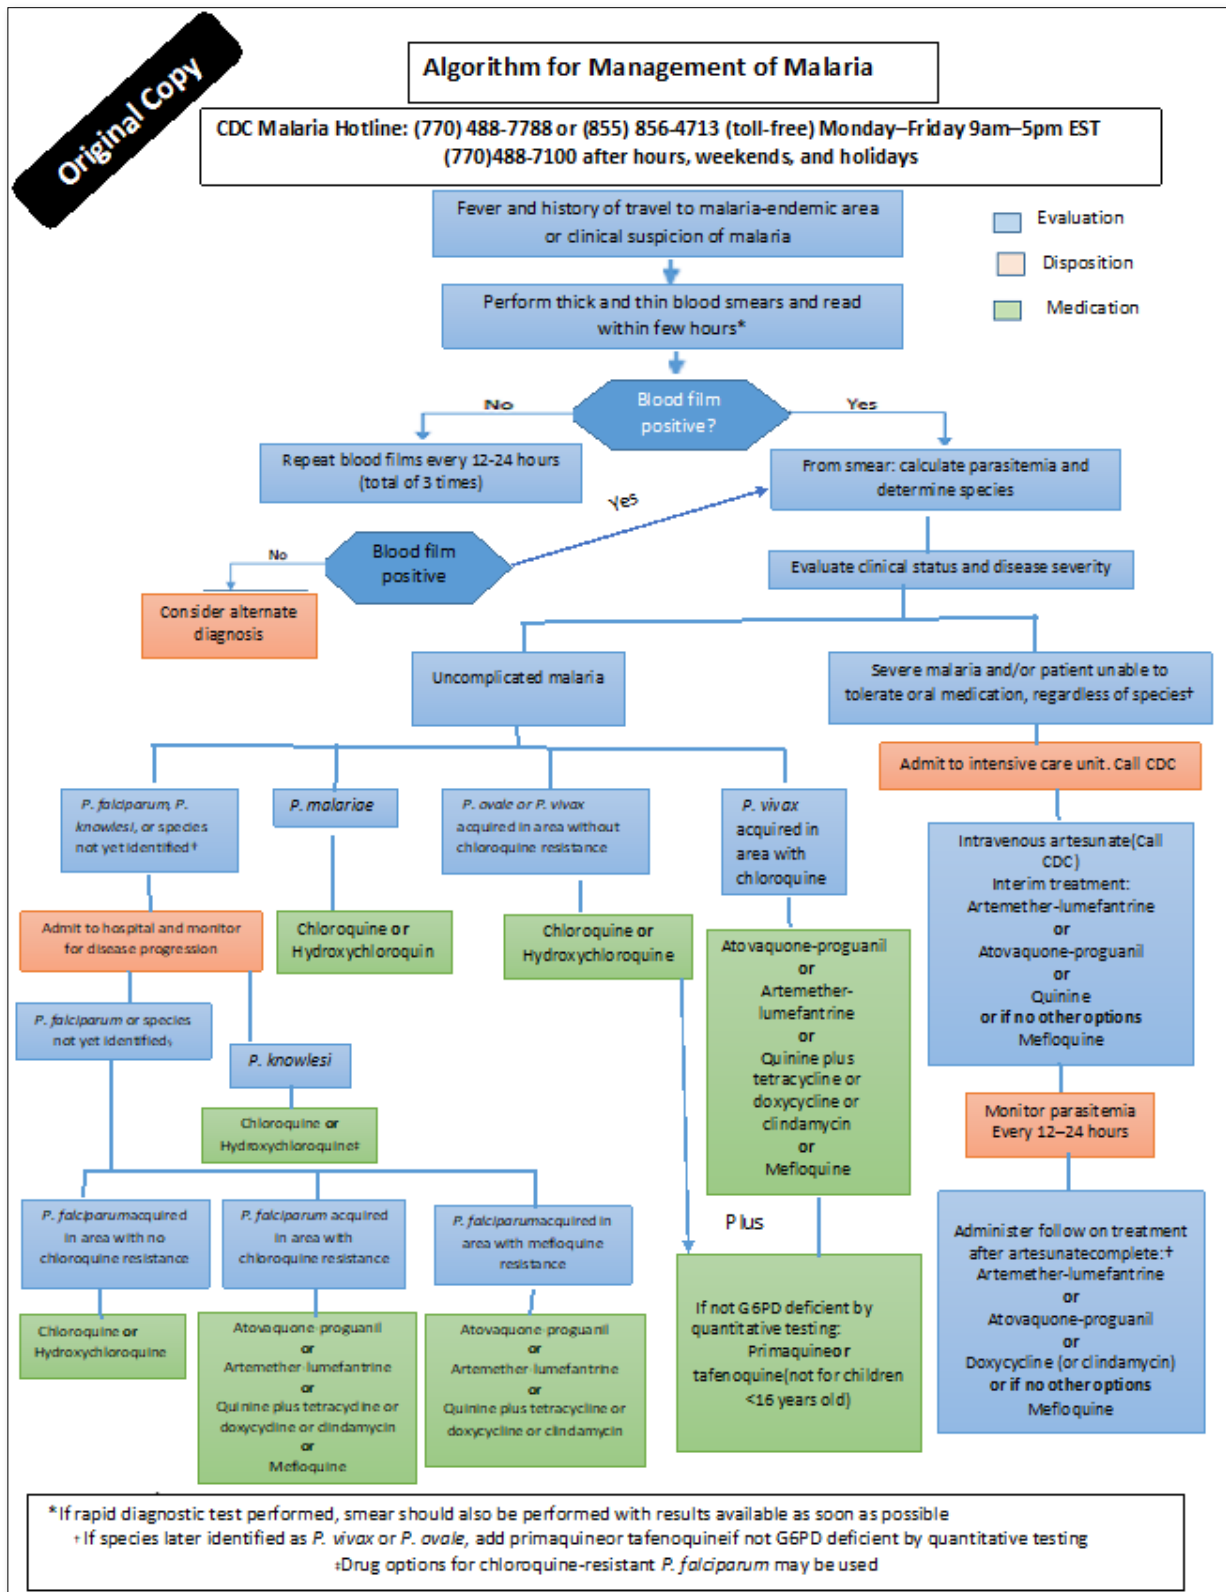 Original Copy
Algorithm for Management of Malaria
CDC Malaria Hotline: (770) 488-7788 or (855) 856-4713 (toll-free) Monday–Friday 9am–5pm EST
(770)488-7100 after hours, weekends, and holidays
Fever and history of travel to malaria-endemic area
or clinical suspicion of malaria
Evaluation
Disposition
Medication
Perform thick and thin blood smears and read
within few hours*
Blood film
positive?
No
Yes
Repeat blood films every 12-24 hours
(total of 3 times)
From smear: calculate parasitemia and
determine species
Yes
Blood film
positive
No
Consider alternate
diagnosis
Evaluate clinical status and disease severity
Uncomplicated malaria
Severe malaria and/or patient unable to
tolerate oral medication, regardless of species†
Admit to intensive care unit. Call CDC
P. falciparum, P.
knowlesi, or species
not yet identified†
P. malariae
P. ovale or P. vivax
acquired in area without
chloroquine resistance
P. vivax
acquired in
area with
chloroquine
Intravenous artesunate(Call
CDC)
Interim treatment:
Artemether-lumefantrine
or
Atovaquone-proguanil
or
Quinine
or if no other options
Mefloquine
Admit to hospital and monitor
for disease progression
Chloroquine or
Hydroxychloroquin
Chloroquine or
Hydroxychloroquine
Atovaquone-proguanil
or
Artemether-
lumefantrine
or
Quinine plus
tetracycline or
doxycycline or
clindamycin
or
Mefloquine
P. falciparum or species
not yet identified§
P. knowlesi
Chloroquine or
Hydroxychloroquine‡
Monitor parasitemia
Every 12–24 hours
P. falciparumacquired
in area with no
chloroquine resistance
P. falciparum acquired
in area with
chloroquine resistance
P. falciparumacquired in
area with mefloquine
resistance
Plus
Administer follow on treatment
after artesunatecomplete:†
Artemether-lumefantrine
or
Atovaquone-proguanil
or
Doxycycline (or clindamycin)
or if no other options
Mefloquine
Chloroquine or
Hydroxychloroquine
Atovaquone-proguanil
or
Artemether-lumefantrine
or
Quinine plus tetracycline or
doxycycline or clindamycin
or
Mefloquine
Atovaquone-proguanil
or
Artemether-lumefantrine
or
Quinine plus tetracycline or
doxycycline or clindamycin
If not G6PD deficient by
quantitative testing:
Primaquineor
tafenoquine(not for children
<16 years old)
*If rapid diagnostic test performed, smear should also be performed with results available as soon as possible
†If species later identified as P. vivax or P. ovale, add primaquineor tafenoquineif not G6PD deficient by quantitative testing
‡Drug options for chloroquine-resistant P. falciparum may be used